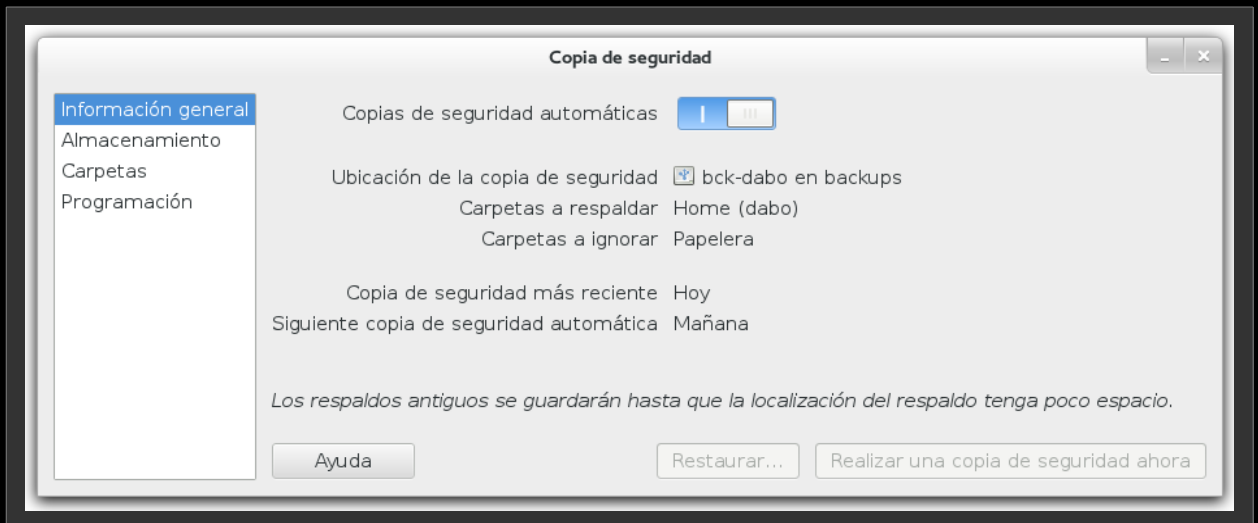 Copia de seguridad
Información general
Almacenamiento
Carpetas
Programación
Copias de seguridad automáticas
Ubicación de la copia de seguridad bck-dabo en backups
Carpetas a respaldar Home (dabo)
Carpetas a ignorar Papelera
Copia de seguridad más reciente Hoy
Siguiente copia de seguridad automática Mañana
Los respaldos antiguos se guardarán hasta que la localización del respaldo tenga poco espacio.
Ayuda Restaurar... Realizar una copia de seguridad ahora